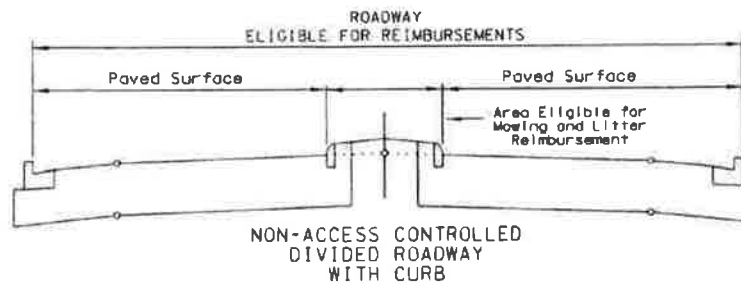 ROADWAY
ELIGIBLE FOR REIMBURSEMENTS
Paved Surface
Paved Surface
Area Eligible for
Mowing and Litter
Reimbursement
NON-ACCESS CONTROLLED
DIVIDED ROADWAY
WITH CURB